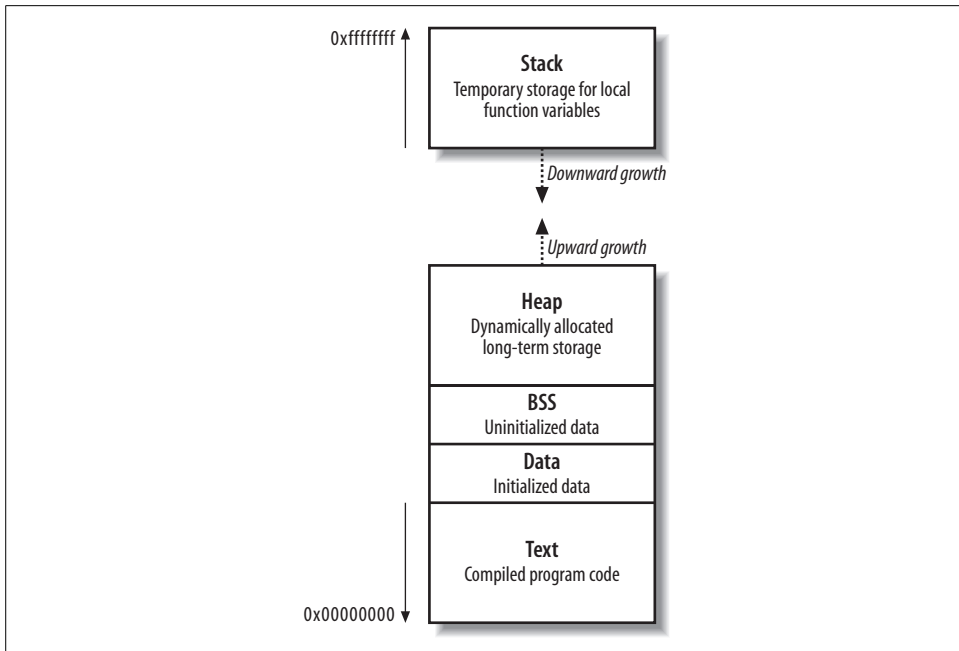 0xffffffff
Stack
Temporary storage for local
function variables
Downward growth
Upward growth
Heap
Dynamically allocated
long-term storage
BSS
Uninitialized data
Data
Initialized data
Text
Compiled program code
0x00000000